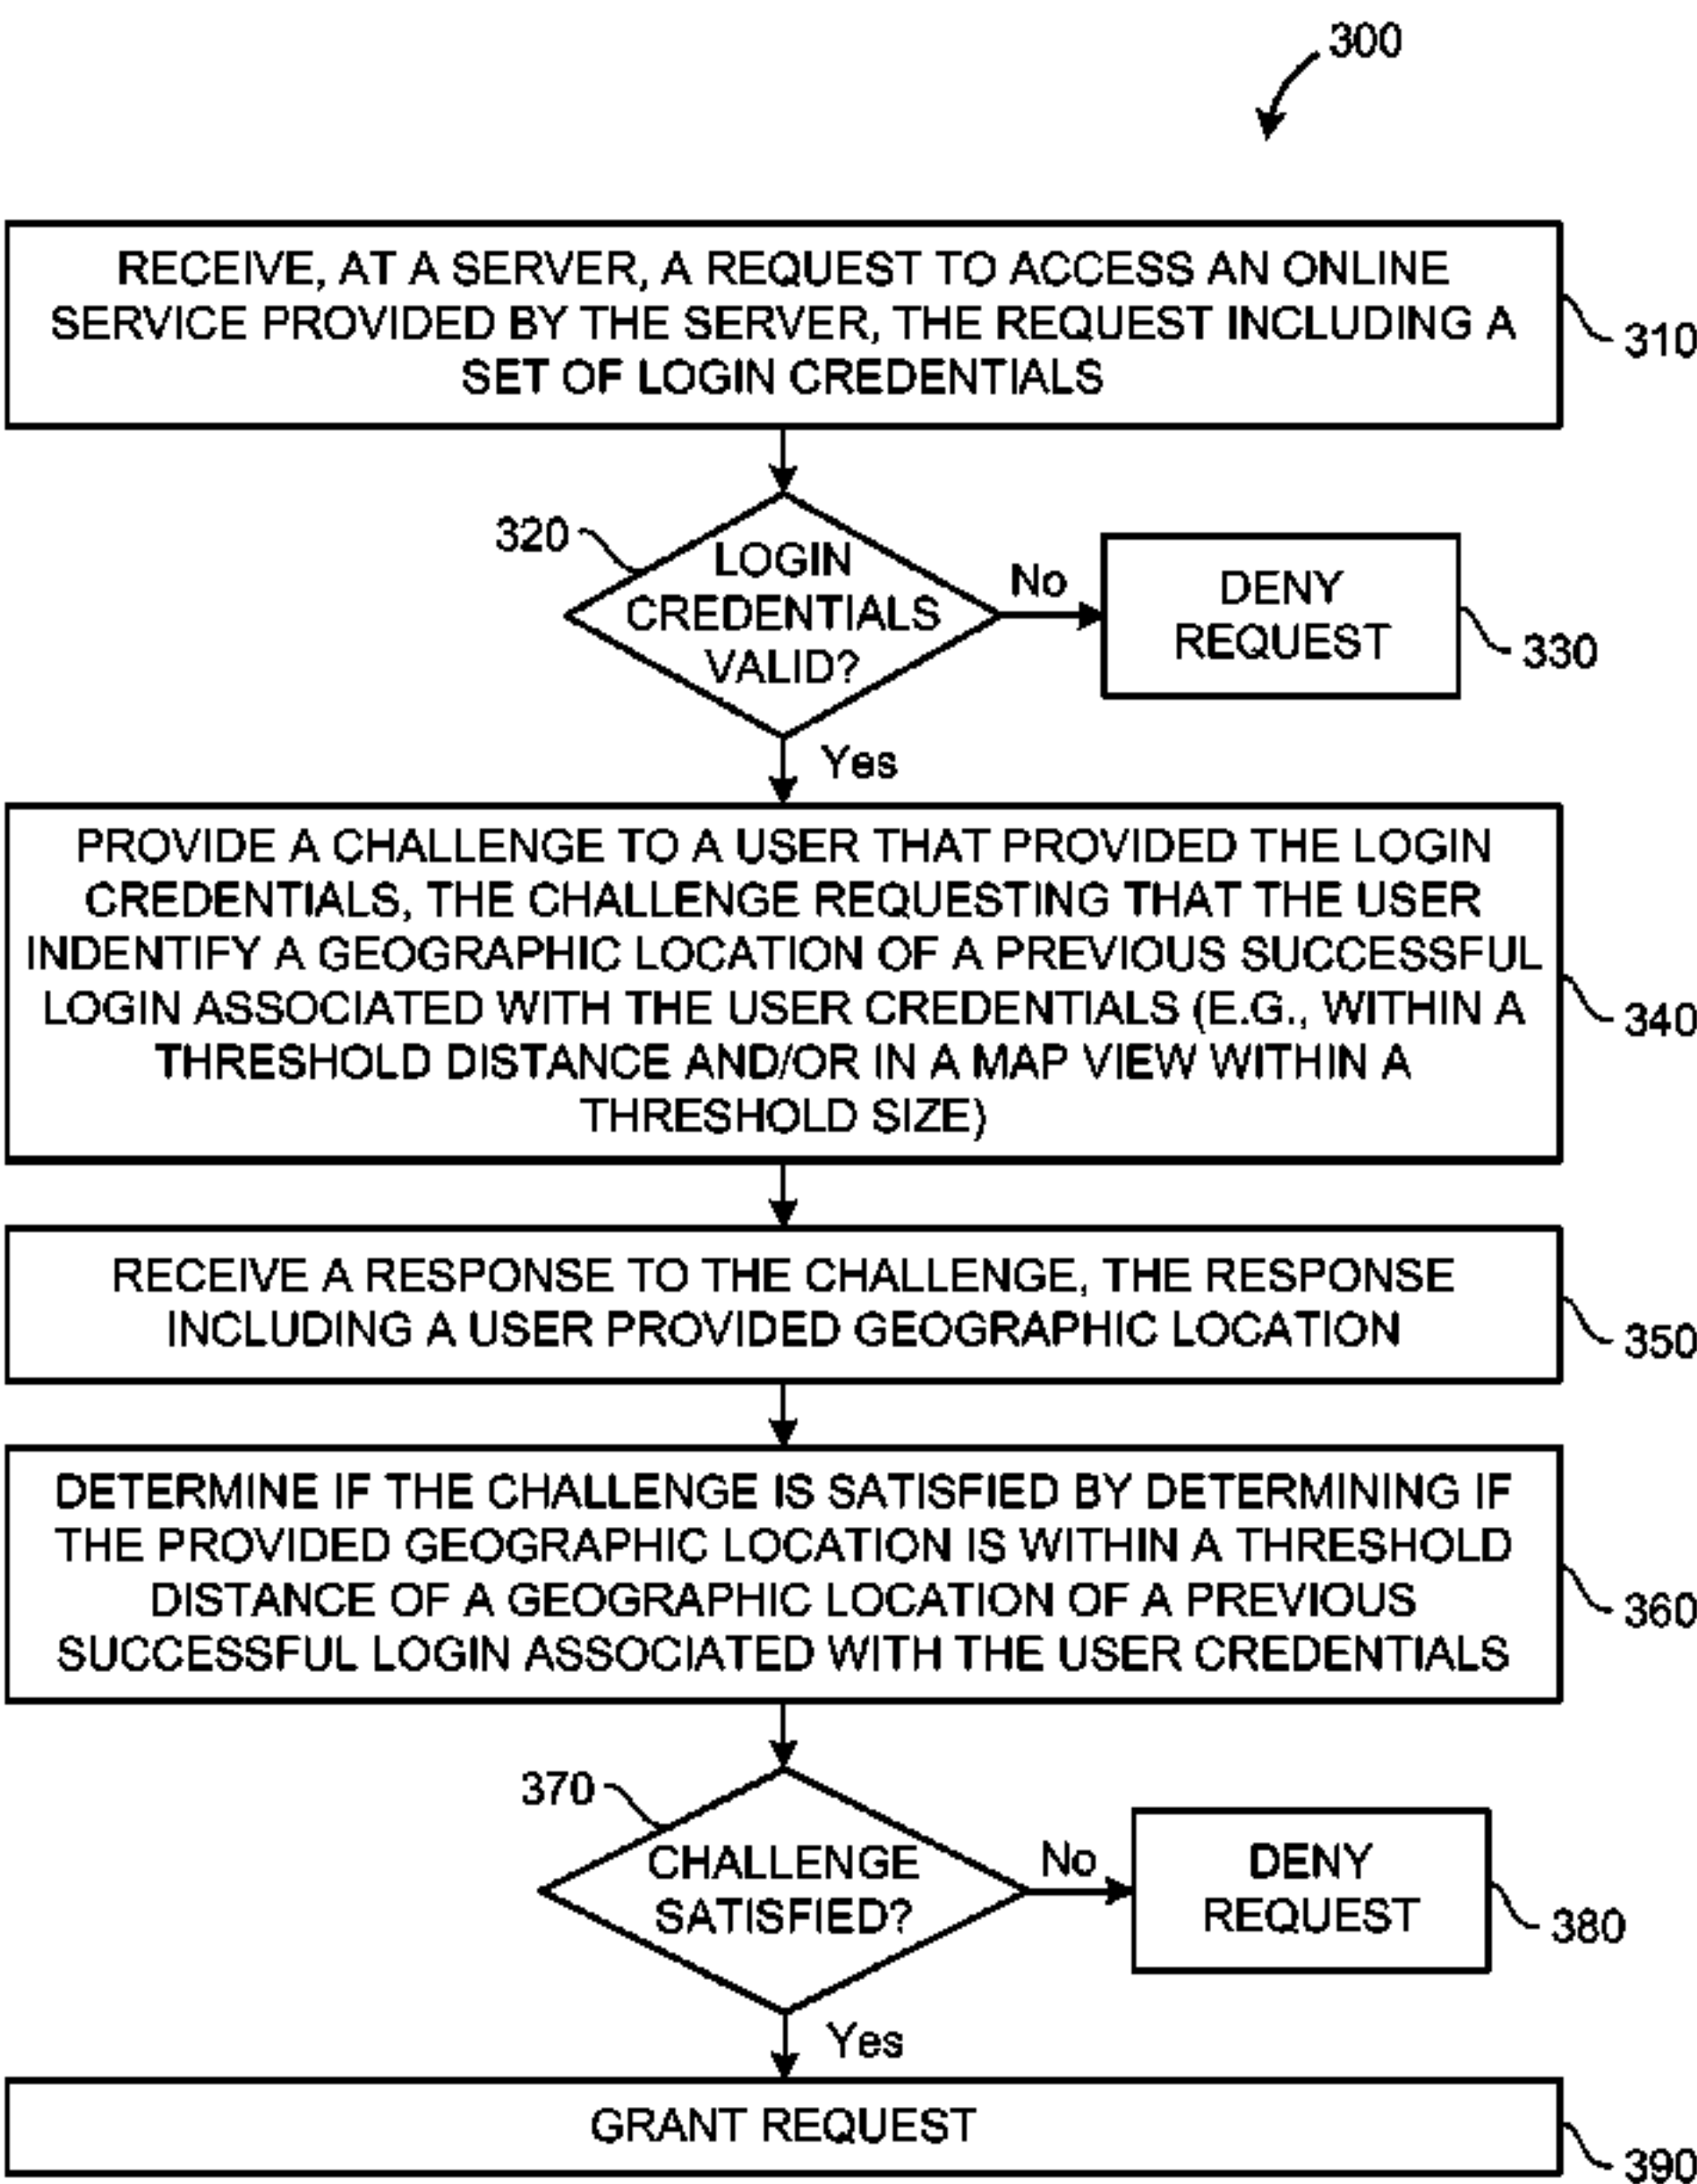 300
RECEIVE, AT A SERVER, A REQUEST TO ACCESS AN ONLINE
SERVICE PROVIDED BY THE SERVER, THE REQUEST INCLUDING A
SET OF LOGIN CREDENTIALS
310
320
LOGIN
CREDENTIALS
VALID?
No
DENY
REQUEST
330
Yes
PROVIDE A CHALLENGE TO A USER THAT PROVIDED THE LOGIN
CREDENTIALS, THE CHALLENGE REQUESTING THAT THE USER
INDENTIFY A GEOGRAPHIC LOCATION OF A PREVIOUS SUCCESSFUL
LOGIN ASSOCIATED WITH THE USER CREDENTIALS (E.G., WITHIN A
THRESHOLD DISTANCE AND/OR IN A MAP VIEW WITHIN A
THRESHOLD SIZE)
340
RECEIVE A RESPONSE TO THE CHALLENGE, THE RESPONSE
INCLUDING A USER PROVIDED GEOGRAPHIC LOCATION
350
DETERMINE IF THE CHALLENGE IS SATISFIED BY DETERMINING IF
THE PROVIDED GEOGRAPHIC LOCATION IS WITHIN A THRESHOLD
DISTANCE OF A GEOGRAPHIC LOCATION OF A PREVIOUS
SUCCESSFUL LOGIN ASSOCIATED WITH THE USER CREDENTIALS
360
370
CHALLENGE
SATISFIED?
No
DENY
REQUEST
380
Yes
GRANT REQUEST
390